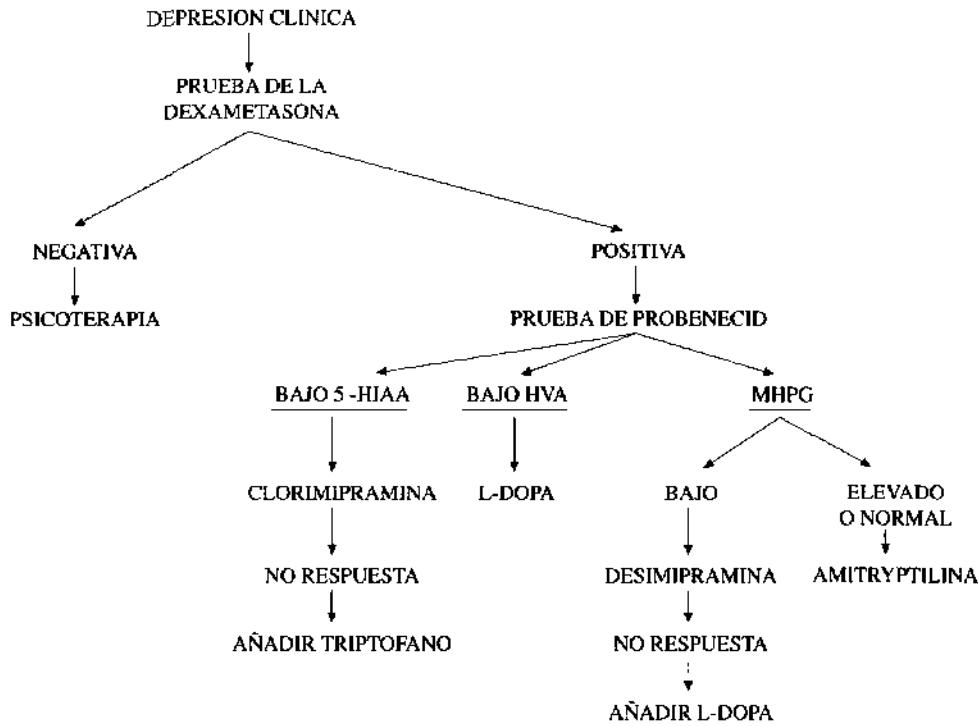 DEPRESION CLINICA
PRUEBA DE LA
DEXAMETASONA
NEGATIVA
POSITIVA
PSICOTERAPIA
PRUEBA DE PROBENECID
BAJO 5 -HIAA
BAJO HVA
MHPG
CLORIMIPRAMINA
L-DOPA
BAJO
ELEVADO
O NORMAL
NO RESPUESTA
DESIMIPRAMINA
AMITRYPTILINA
AÑADIR TRIPTOFANO
NO RESPUESTA
AÑADIR L-DOPA